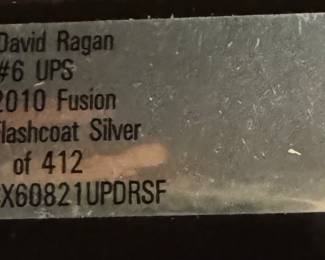 David Ragan
#6 UPS
2010 Fusion
lashcoat Silver
of 412
X60821UPDRSF